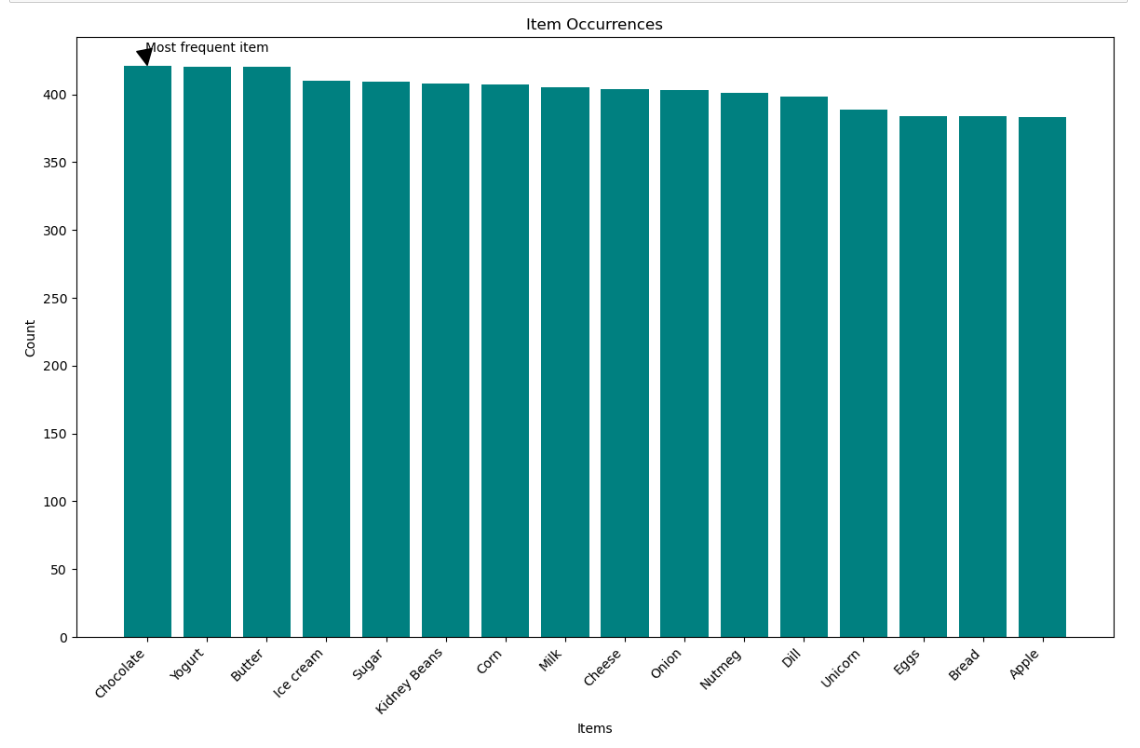 Item Occurrences
Most frequent item
400
350
300
250
200
150
100
50
0
Count
Chocolate
Yogurt
Butter
Ice cream
Sugar
Kidney Beans
Corn
Milk
Cheese
Onion
Nutmeg
Dill
Unicorn
Eggs
Bread
Apple
Items